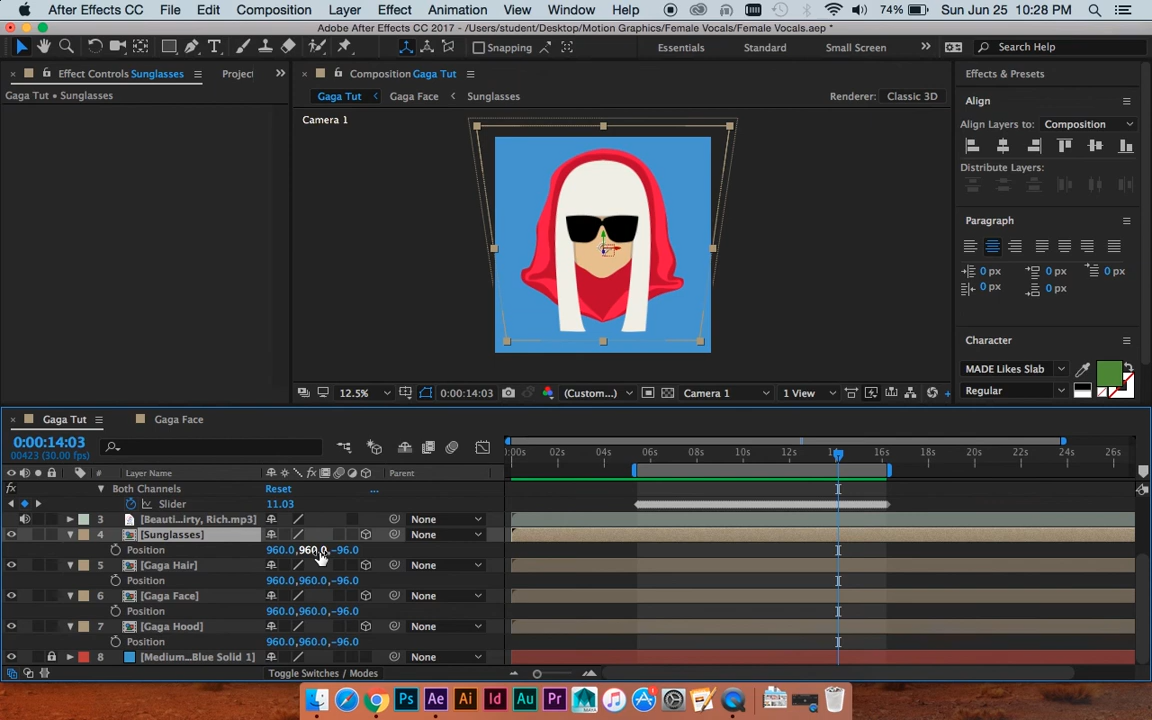 After Effects CC File Edit Composition Layer Effect Animation View Window Help 74% Sun Jun 25 10:28 PM
Adobe After Effects CC 2017 - /Users/student/Desktop/Motion Graphics/Female Vocals/Female Vocals.aep *
Snapping Essentials Standard Small Screen Search Help
Effect Controls Sunglasses Project Composition Gaga Tut Effects & Presets
Gaga Tut • Sunglasses Gaga Tut Gaga Face Sunglasses Renderer: Classic 3D Align
Camera 1 Align Layers to: Composition
Distribute Layers:
Paragraph
0 px 0 px 0 px
0 px 0 px
Character
MADE Likes Slab
12.5% 0:00:14:03 (Custom...) Camera 1 1 View Regular
Gaga Tut Gaga Face
0:00:14:03
00423 (30.00 fps) :00s 02s 04s 06s 08s 10s 12s 18s 20s 22s 24s 26s
# Layer Name Parent
Both Channels Reset ...
Slider 11.03
3 [Beauti...irty, Rich.mp3] None
4 [Sunglasses] None
Position 960.0,960.0,-96.0
5 [Gaga Hair] None
Position 960.0,960.0,-96.0
6 [Gaga Face] None
Position 960.0,960.0,-96.0
7 [Gaga Hood] None
Position 960.0,960.0,-96.0
8 [Medium...Blue Solid 1] None
Toggle Switches / Modes
Ps Ae Ai Id Au Pr MAYA